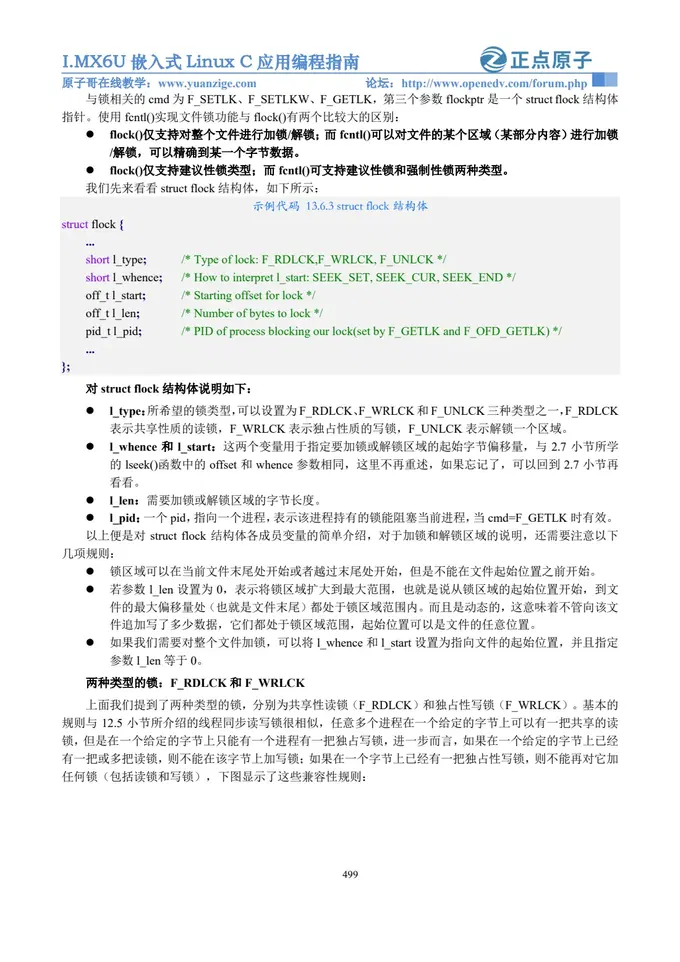 I.MX6U 嵌入式 Linux C 应用编程指南
正点原子
原子哥在线教学：www.yuanzige.com 论坛：http://www.openedv.com/forum.php
与锁相关的 cmd 为 F_SETLK、F_SETLKW、F_GETLK，第三个参数 flockptr 是一个 struct flock 结构体
指针。使用 fcntl()实现文件锁功能与 flock()有两个比较大的区别：
● flock()仅支持对整个文件进行加锁/解锁；而 fcntl()可以对文件的某个区域（某部分内容）进行加锁
/解锁，可以精确到某一个字节数据。
● flock()仅支持建议性锁类型；而 fcntl()可支持建议性锁和强制性锁两种类型。
我们先来看看 struct flock 结构体，如下所示：
示例代码 13.6.3 struct flock 结构体
struct flock {
...
short l_type; /* Type of lock: F_RDLCK,F_WRLCK, F_UNLCK */
short l_whence; /* How to interpret l_start: SEEK_SET, SEEK_CUR, SEEK_END */
off_t l_start; /* Starting offset for lock */
off_t l_len; /* Number of bytes to lock */
pid_t l_pid; /* PID of process blocking our lock(set by F_GETLK and F_OFD_GETLK) */
...
};
对 struct flock 结构体说明如下：
● l_type：所希望的锁类型，可以设置为 F_RDLCK、F_WRLCK 和 F_UNLCK 三种类型之一，F_RDLCK
表示共享性质的读锁，F_WRLCK 表示独占性质的写锁，F_UNLCK 表示解锁一个区域。
● l_whence 和 l_start：这两个变量用于指定要加锁或解锁区域的起始字节偏移量，与 2.7 小节所学
的 lseek()函数中的 offset 和 whence 参数相同，这里不再重述，如果忘记了，可以回到 2.7 小节再
看看。
● l_len：需要加锁或解锁区域的字节长度。
● l_pid：一个 pid，指向一个进程，表示该进程持有的锁能阻塞当前进程，当 cmd=F_GETLK 时有效。
以上便是对 struct flock 结构体各成员变量的简单介绍，对于加锁和解锁区域的说明，还需要注意以下
几项规则：
● 锁区域可以在当前文件末尾处开始或者越过末尾处开始，但是不能在文件起始位置之前开始。
● 若参数 l_len 设置为 0，表示将锁区域扩大到最大范围，也就是说从锁区域的起始位置开始，到文
件的最大偏移量处（也就是文件末尾）都处于锁区域范围内。而且是动态的，这意味着不管向该文
件追加写了多少数据，它们都处于锁区域范围，起始位置可以是文件的任意位置。
● 如果我们需要对整个文件加锁，可以将 l_whence 和 l_start 设置为指向文件的起始位置，并且指定
参数 l_len 等于 0。
两种类型的锁：F_RDLCK 和 F_WRLCK
上面我们提到了两种类型的锁，分别为共享性读锁（F_RDLCK）和独占性写锁（F_WRLCK）。基本的
规则与 12.5 小节所介绍的线程同步读写锁很相似，任意多个进程在一个给定的字节上可以有一把共享的读
锁，但是在一个给定的字节上只能有一个进程有一把独占写锁，进一步而言，如果在一个给定的字节上已经
有一把或多把读锁，则不能在该字节上加写锁；如果在一个字节上已经有一把独占性写锁，则不能再对它加
任何锁（包括读锁和写锁），下图显示了这些兼容性规则：
499